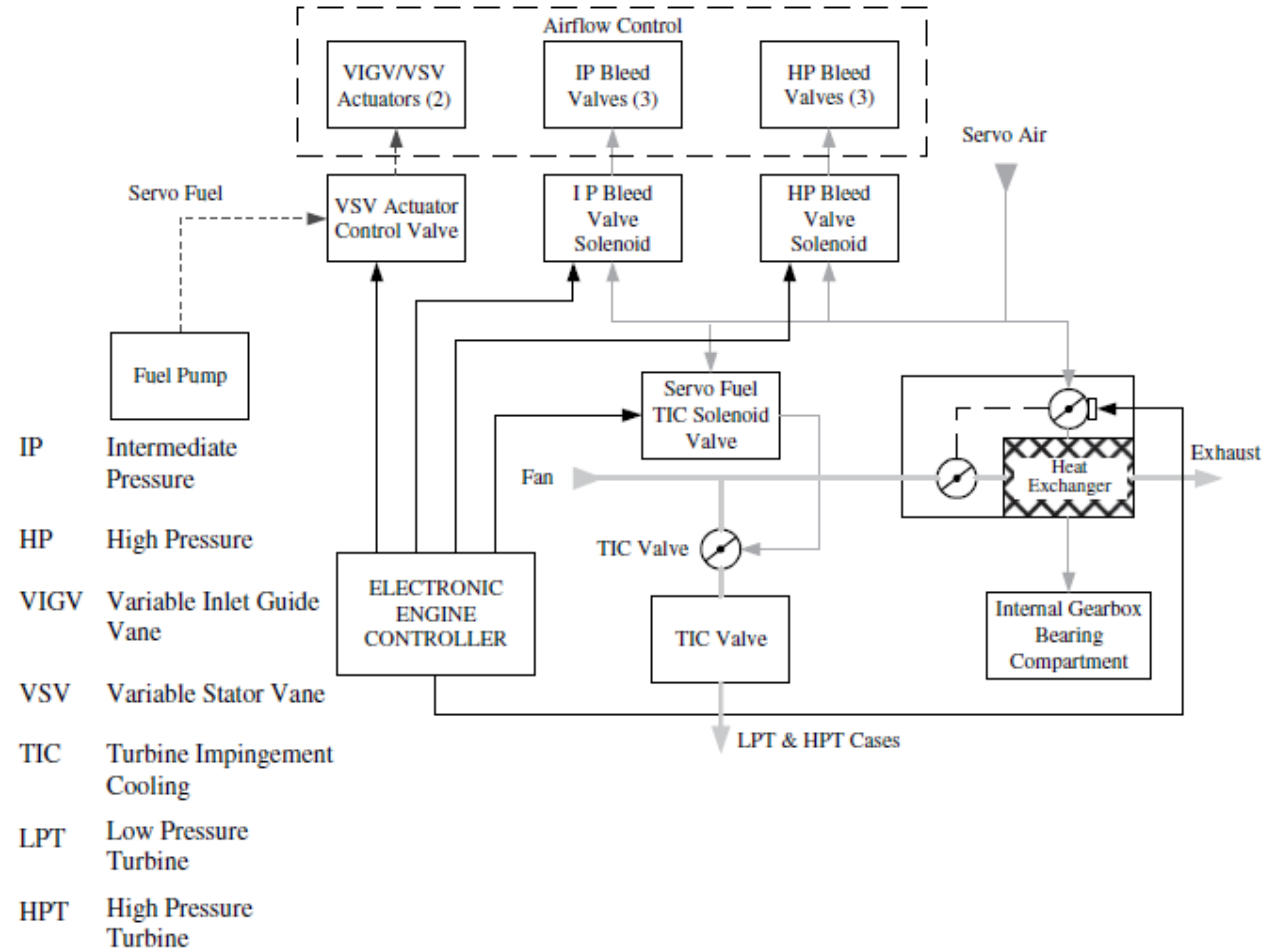 Airflow Control
VIGV/VSV
Actuators (2)
IP Bleed
Valves (3)
HP Bleed
Valves (3)
Servo Air
Servo Fuel
VSV Actuator
Control Valve
I P Bleed
Valve
Solenoid
HP Bleed
Valve
Solenoid
Fuel Pump
Servo Fuel
TIC Solenoid
Valve
Fan
Heat
Exchanger
Exhaust
TIC Valve
ELECTRONIC
ENGINE
CONTROLLER
TIC Valve
Internal Gearbox
Bearing
Compartment
LPT & HPT Cases
IP Intermediate
Pressure
HP High Pressure
VIGV Variable Inlet Guide
Vane
VSV Variable Stator Vane
TIC Turbine Impingement
Cooling
LPT Low Pressure
Turbine
HPT High Pressure
Turbine